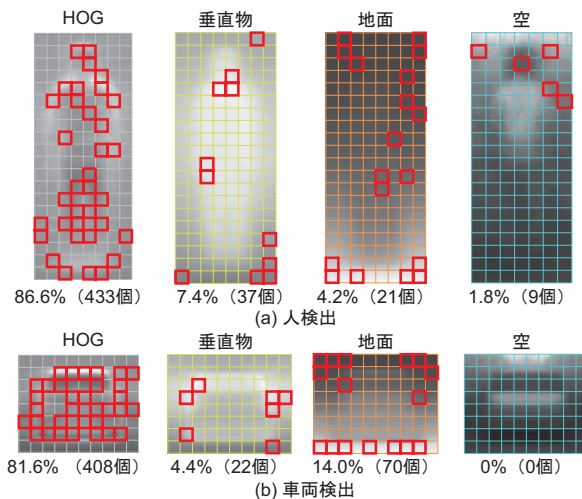 HOG 垂直物 地面 空
86.6%（433個） 7.4%（37個） 4.2%（21個） 1.8%（9個）
(a) 人検出
HOG 垂直物 地面 空
81.6%（408個） 4.4%（22個） 14.0%（70個） 0%（0個）
(b) 車両検出